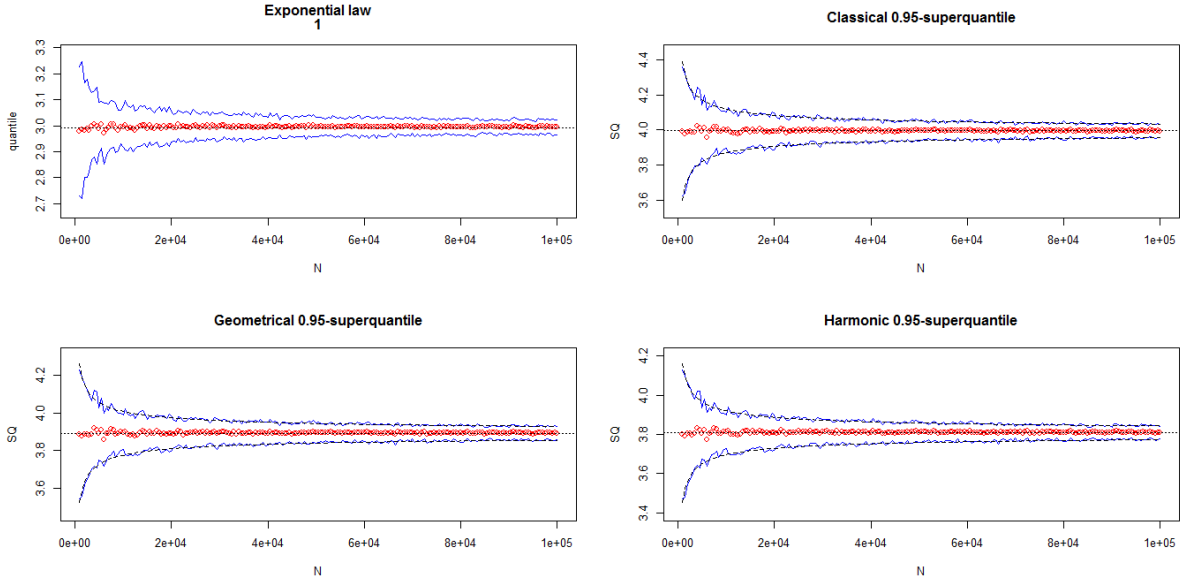 Exponential law
1
quantile
3.3
3.2
3.1
3.0
2.9
2.8
2.7
0e+00
2e+04
4e+04
6e+04
8e+04
1e+05
N
Classical 0.95-superquantile
SQ
4.4
4.2
4.0
3.8
3.6
0e+00
2e+04
4e+04
6e+04
8e+04
1e+05
N
Geometrical 0.95-superquantile
SQ
4.2
4.0
3.8
3.6
0e+00
2e+04
4e+04
6e+04
8e+04
1e+05
N
Harmonic 0.95-superquantile
SQ
4.2
4.0
3.8
3.6
3.4
0e+00
2e+04
4e+04
6e+04
8e+04
1e+05
N